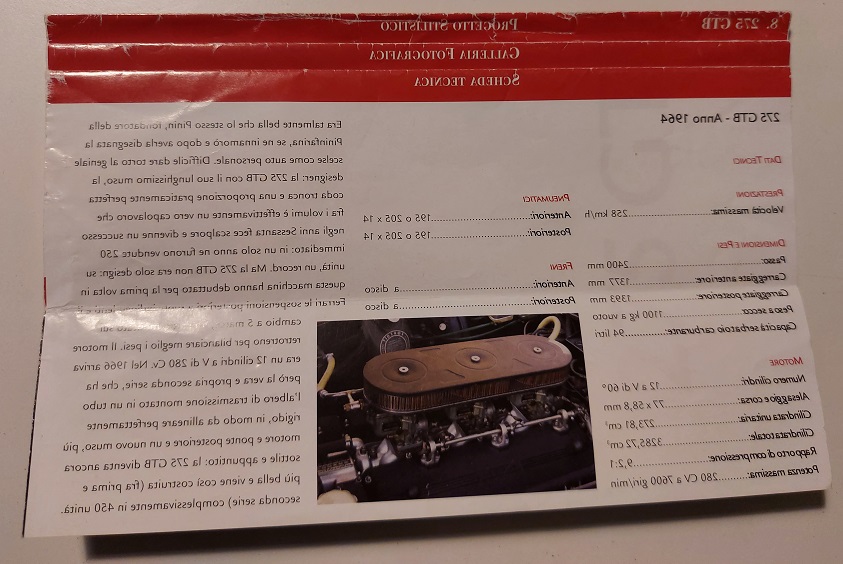 8. 275 GTB
PROGETTO STILISTICO
GALLERIA FOTOGRAFICA
SCHEDA TECNICA
275 GTB - Anno 1964
DATI TECNICI
PRESTAZIONI
Velocità massima:...................258 km/h
DIMENSIONI E PESI
Passo:...................................2400 mm
Carreggiate anteriore:................1377 mm
Carreggiate posteriore:...............1393 mm
Peso a secco:...................1100 kg a vuoto
Capacità serbatoio carburante:..........94 litri
MOTORE
Numero cilindri:..................12 a V di 60°
Alesaggio e corsa:................77 x 58,8 mm
Cilindrata unitaria:..................273,81 cm³
Cilindrata totale:...................3285,72 cm³
Rapporto di compressione:...............9,2:1
Potenza massima:........280 CV a 7600 giri/min
PNEUMATICI
Anteriori:........................195 o 205 x 14
Posteriori:.......................195 o 205 x 14
FRENI
Anteriori:...............................a disco
Posteriori:..............................a disco
Era talmente bella che lo stesso Pinin, fondatore della
Pininfarina, se ne innamorò e dopo averla disegnata la
scelse come auto personale. Difficile dare torto al geniale
designer: la 275 GTB con il suo lunghissimo muso, la
coda tronca e una proporzione praticamente perfetta
fra i volumi è effettivamente un vero capolavoro che
negli anni Sessanta fece scalpore e divenne un successo
immediato: in un solo anno ne furono vendute 250
unità, un record. Ma la 275 GTB non era solo design: su
questa macchina hanno debuttato per la prima volta in
Ferrari le sospensioni posteriori a
cambio a 5
retrotreno per bilanciare meglio i pesi. Il motore
era un 12 cilindri a V di 280 Cv. Nel 1966 arriva
però la vera e propria seconda serie, che ha
l'albero di trasmissione montato in un tubo
rigido, in modo da allineare perfettamente
motore e ponte posteriore e un nuovo muso, più
sottile e appuntito: la 275 GTB diventa ancora
più bella e viene così costruita (fra prima e
seconda serie) complessivamente in 450 unità.